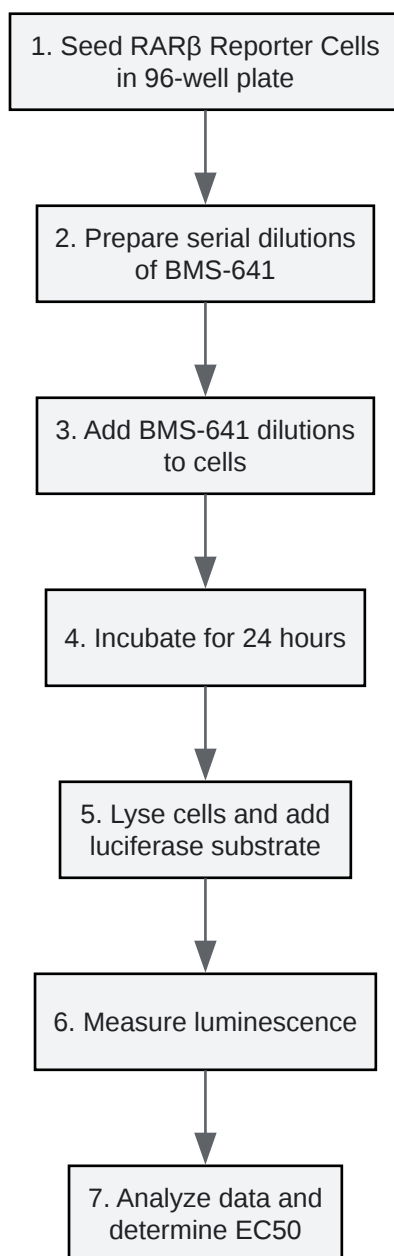 1. Seed RARβ Reporter Cells
in 96-well plate
2. Prepare serial dilutions
of BMS-641
3. Add BMS-641 dilutions
to cells
4. Incubate for 24 hours
5. Lyse cells and add
luciferase substrate
6. Measure luminescence
7. Analyze data and
determine EC50